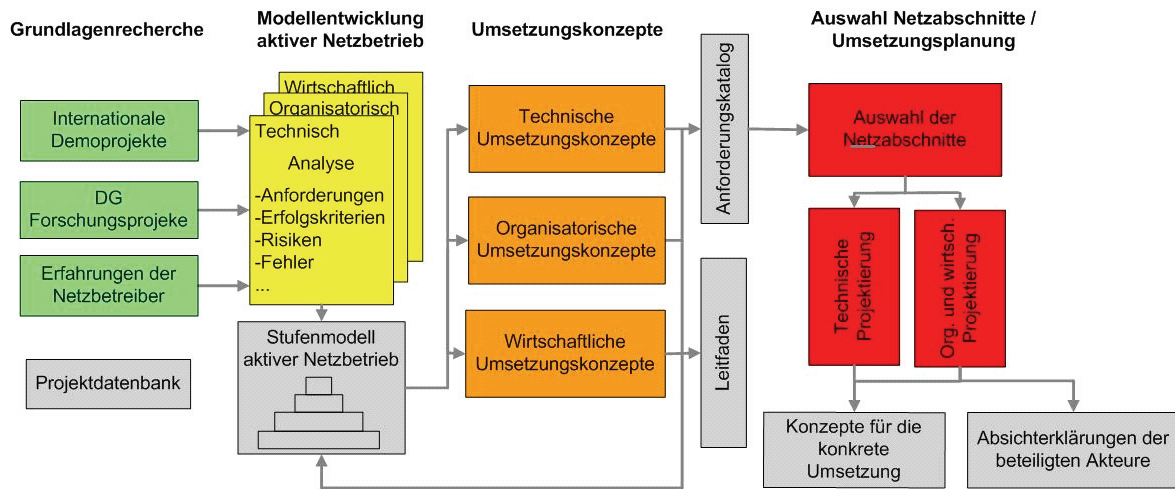 Grundlagenrecherche
Modellentwicklung
aktiver Netzbetrieb
Umsetzungskonzepte
Auswahl Netzabschnitte /
Umsetzungsplanung
Internationale
Demoprojekte
DG
Forschungsprojeke
Erfahrungen der
Netzbetreiber
Projektdatenbank
Wirtschaftlich
Organisatorisch
Technisch
Analyse
-Anforderungen
-Erfolgskriterien
-Risiken
-Fehler
...
Stufenmodell
aktiver Netzbetrieb
Technische
Umsetzungskonzepte
Organisatorische
Umsetzungskonzepte
Wirtschaftliche
Umsetzungskonzepte
Anforderungskatalog
Leitfaden
Auswahl der
Netzabschnitte
Technische
Projektierung
Org. und wirtsch.
Projektierung
Konzepte für die
konkrete
Umsetzung
Absichterklärungen der
beteiligten Akteure